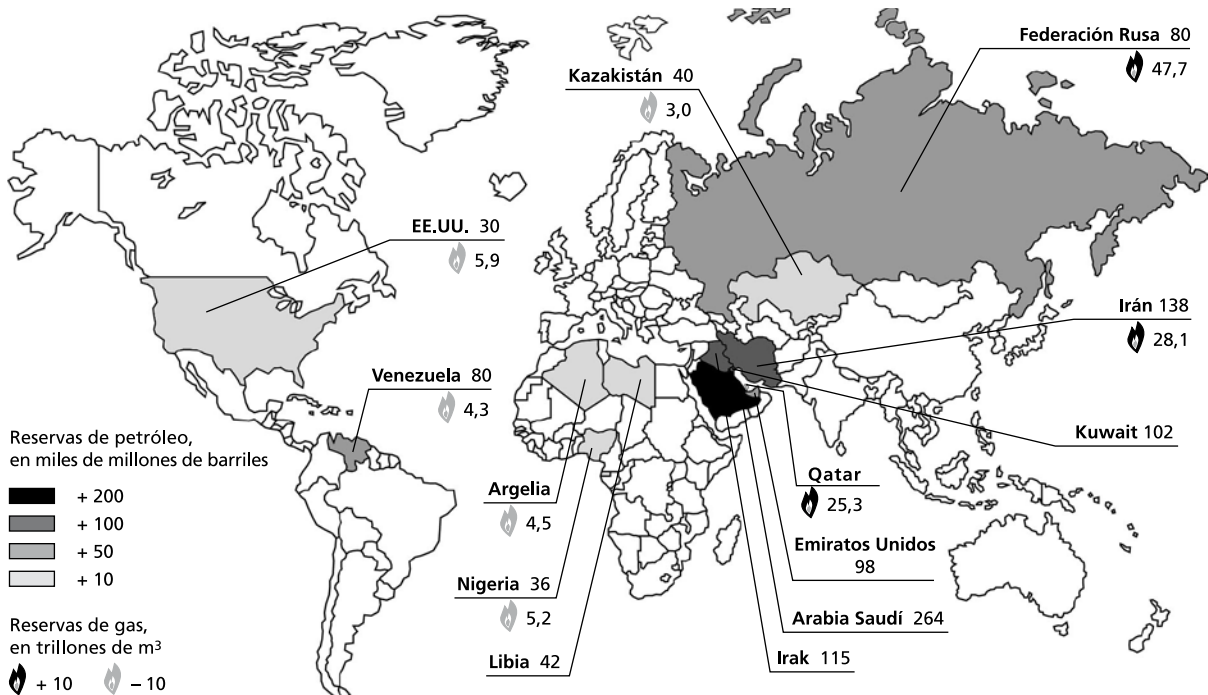 Federación Rusa 80
47,7
Kazakistán 40
3,0
EE.UU. 30
5,9
Irán 138
28,1
Venezuela 80
4,3
Kuwait 102
Reservas de petróleo,
en miles de millones de barriles
+ 200
+ 100
+ 50
+ 10
Reservas de gas,
en trillones de m³
+ 10 – 10
Argelia
4,5
Nigeria 36
5,2
Libia 42
Qatar
25,3
Emiratos Unidos
98
Arabia Saudí 264
Irak 115